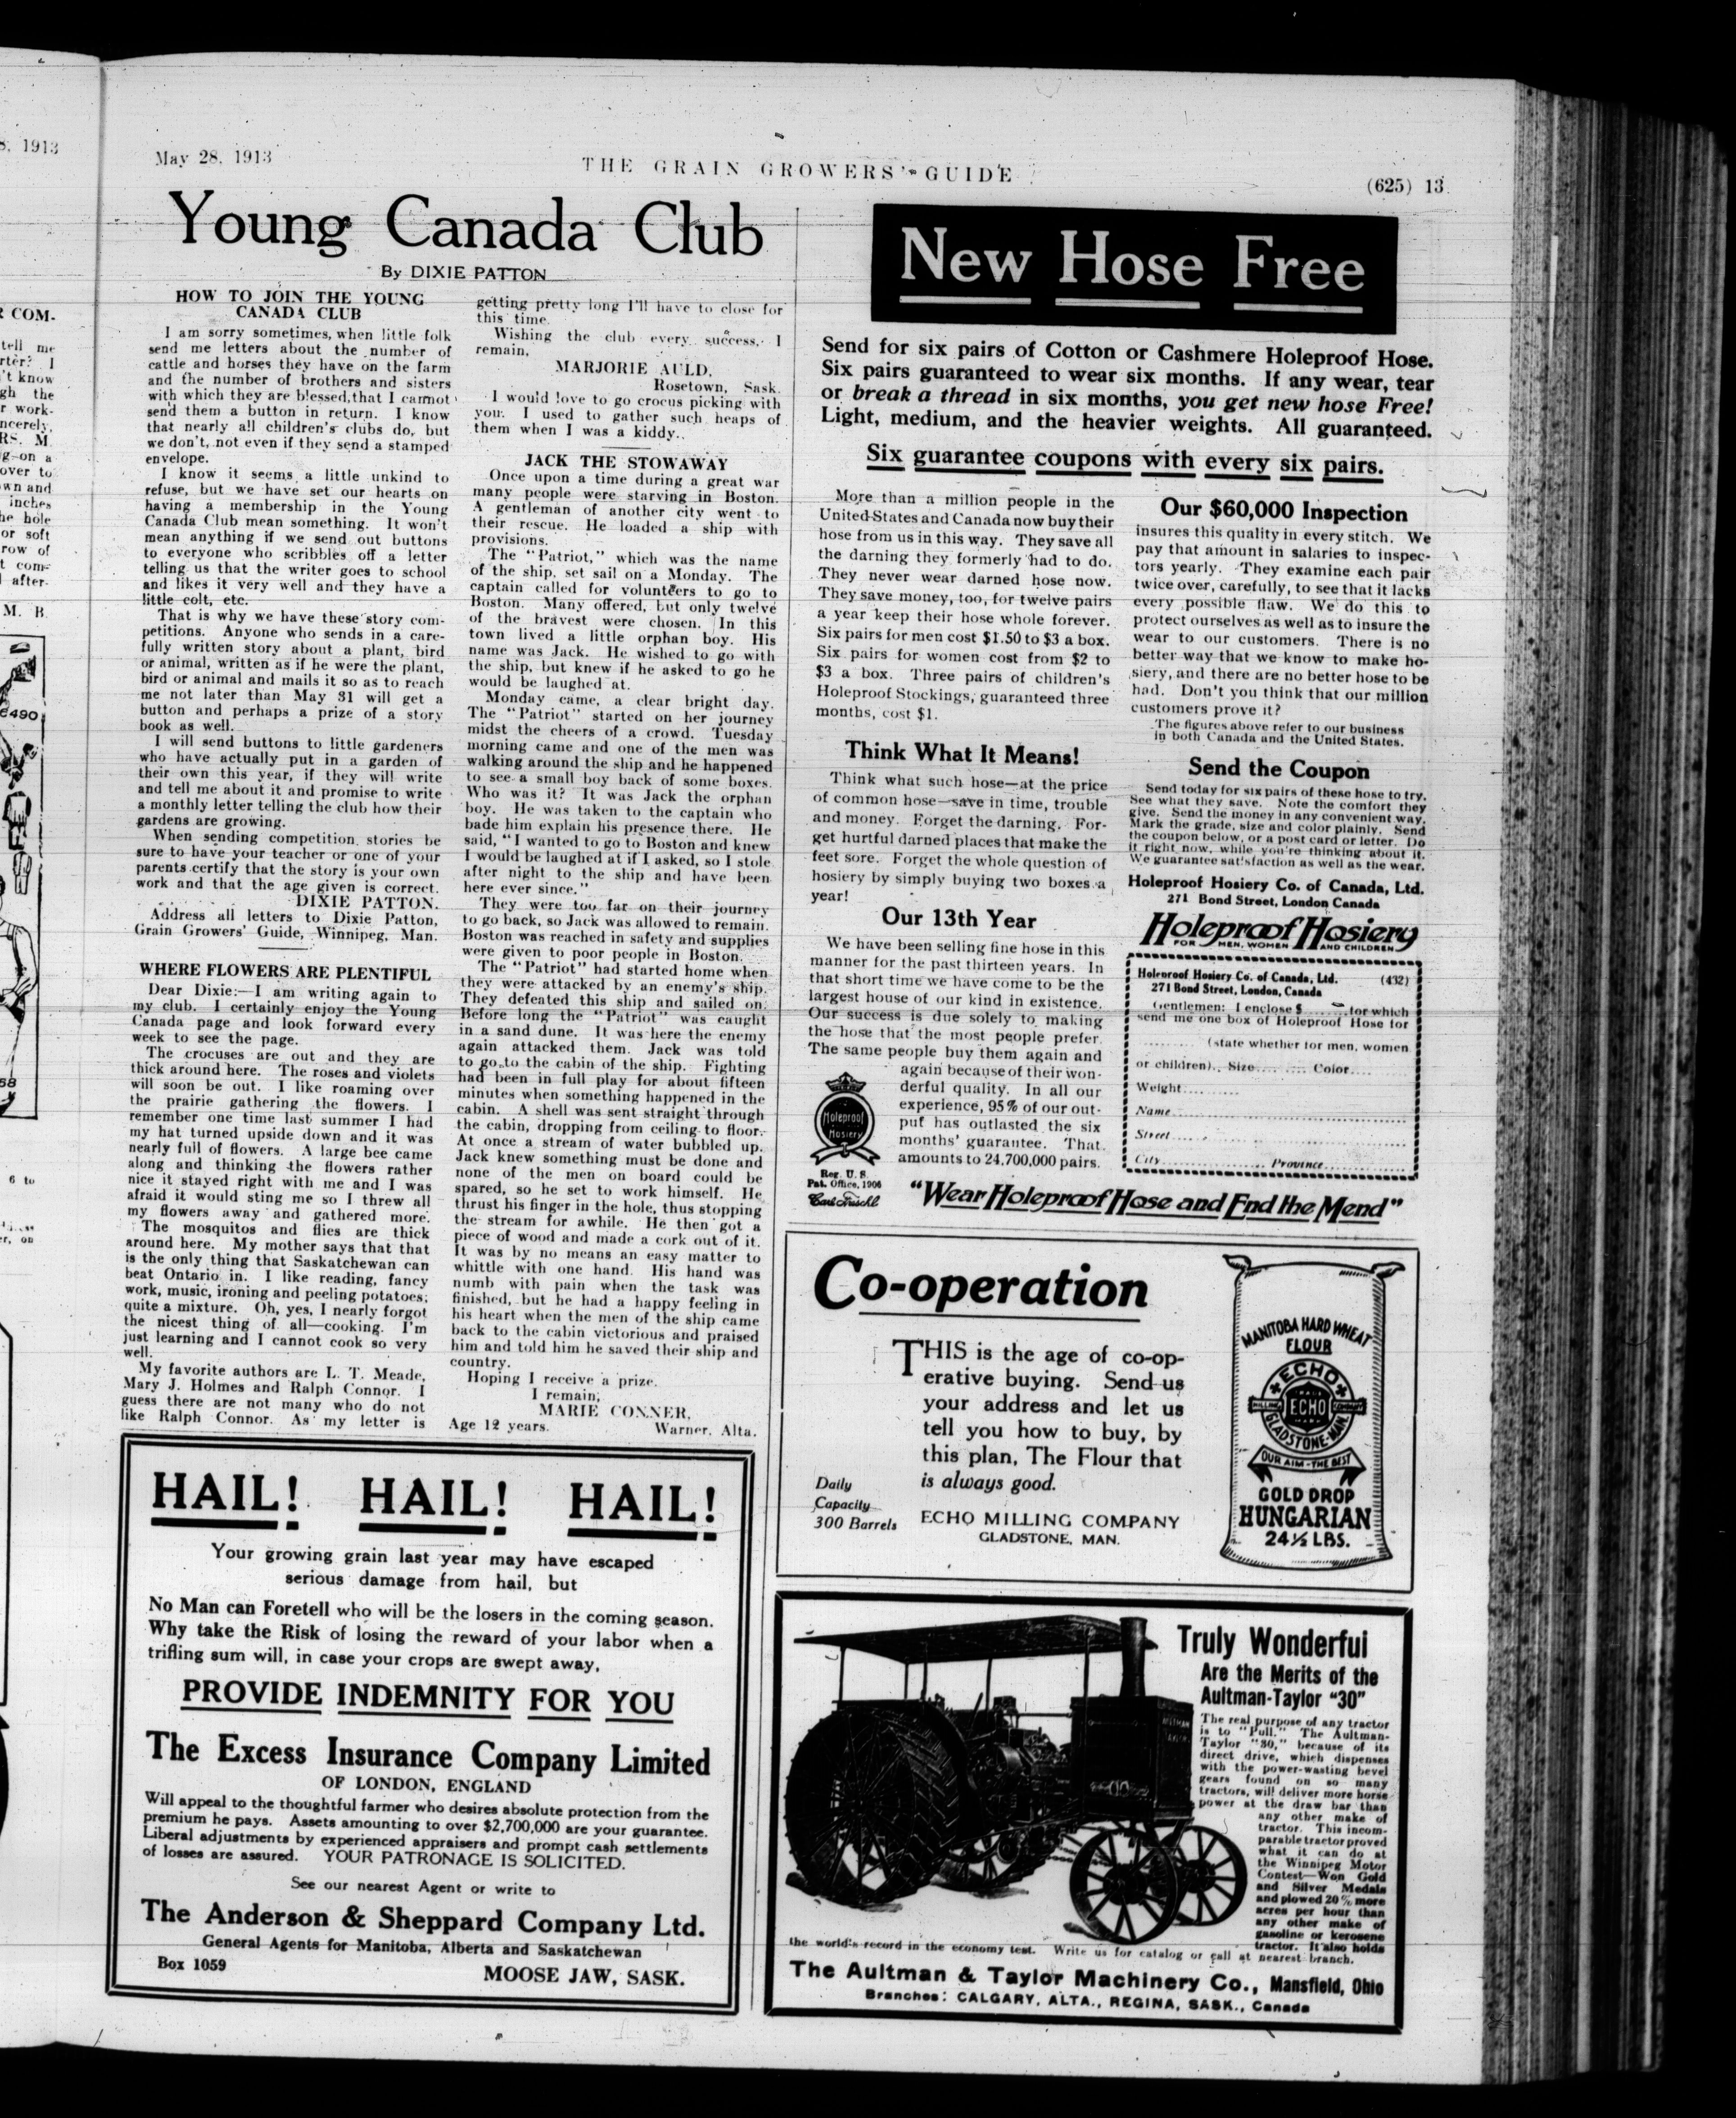 May 28, 1913
THE GRAIN GROWERS' GUIDE
(625) 13
Young Canada Club
By DIXIE PATTON
HOW TO JOIN THE YOUNG
CANADA CLUB
I am sorry sometimes, when little folk
send me letters about the number of
cattle and horses they have on the farm
and the number of brothers and sisters
with which they are blessed, that I cannot
send them a button in return. I know
that nearly all children's clubs do, but
we don't, not even if they send a stamped
envelope.
I know it seems a little unkind to
refuse, but we have set our hearts on
having a membership in the Young
Canada Club mean something. It won't
mean anything if we send out buttons
to everyone who scribbles off a letter
telling us that the writer goes to school
and likes it very well and they have a
little colt, etc.
That is why we have these story com-
petitions. Anyone who sends in a care-
fully written story about a plant, bird
or animal, written as if he were the plant,
bird or animal and mails it so as to reach
me not later than May 31 will get a
button and perhaps a prize of a story
book as well.
I will send buttons to little gardeners
who have actually put in a garden of
their own this year, if they will write
and tell me about it and promise to write
a monthly letter telling the club how their
gardens are growing.
When sending competition stories be
sure to have your teacher or one of your
parents certify that the story is your own
work and that the age given is correct.
DIXIE PATTON.
Address all letters to Dixie Patton,
Grain Growers' Guide, Winnipeg, Man.
WHERE FLOWERS ARE PLENTIFUL
Dear Dixie:—I am writing again to
my club. I certainly enjoy the Young
Canada page and look forward every
week to see the page.
The crocuses are out and they are
thick around here. The roses and violets
will soon be out. I like roaming over
the prairie gathering the flowers. I
remember one time last summer I had
my hat turned upside down and it was
nearly full of flowers. A large bee came
along and thinking the flowers rather
nice it stayed right with me and I was
afraid it would sting me so I threw all
my flowers away and gathered more.
The mosquitos and flies are thick
around here. My mother says that that
is the only thing that Saskatchewan can
beat Ontario in. I like reading, fancy
work, music, ironing and peeling potatoes;
quite a mixture. Oh, yes, I nearly forgot
the nicest thing of all—cooking. I'm
just learning and I cannot cook so very
well.
My favorite authors are L. T. Meade,
Mary J. Holmes and Ralph Connor. I
guess there are not many who do not
like Ralph Connor. As my letter is
getting pretty long I'll have to close for
this time.
Wishing the club every success, I
remain,
MARJORIE AULD,
Rosetown, Sask.
I would love to go crocus picking with
you. I used to gather such heaps of
them when I was a kiddy.
JACK THE STOWAWAY
Once upon a time during a great war
many people were starving in Boston.
A gentleman of another city went to
their rescue. He loaded a ship with
provisions.
The "Patriot," which was the name
of the ship, set sail on a Monday. The
captain called for volunteers to go to
Boston. Many offered, but only twelve
of the bravest were chosen. In this
town lived a little orphan boy. His
name was Jack. He wished to go with
the ship, but knew if he asked to go he
would be laughed at.
Monday came, a clear bright day.
The "Patriot" started on her journey
midst the cheers of a crowd. Tuesday
morning came and one of the men was
walking around the ship and he happened
to see a small boy back of some boxes.
Who was it? It was Jack the orphan
boy. He was taken to the captain who
bade him explain his presence there. He
said, "I wanted to go to Boston and knew
I would be laughed at if I asked, so I stole
after night to the ship and have been
here ever since."
They were too far on their journey
to go back, so Jack was allowed to remain.
Boston was reached in safety and supplies
were given to poor people in Boston.
The "Patriot" had started home when
they were attacked by an enemy's ship.
They defeated this ship and sailed on.
Before long the "Patriot" was caught
in a sand dune. It was here the enemy
again attacked them. Jack was told
to go to the cabin of the ship. Fighting
had been in full play for about fifteen
minutes when something happened in the
cabin. A shell was sent straight through
the cabin, dropping from ceiling to floor.
At once a stream of water bubbled up.
Jack knew something must be done and
none of the men on board could be
spared, so he set to work himself. He
thrust his finger in the hole, thus stopping
the stream for awhile. He then got a
piece of wood and made a cork out of it.
It was by no means an easy matter to
whittle with one hand. His hand was
numb with pain when the task was
finished, but he had a happy feeling in
his heart when the men of the ship came
back to the cabin victorious and praised
him and told him he saved their ship and
country.
Hoping I receive a prize.
I remain,
MARIE CONNER,
Age 12 years. Warner, Alta.
HAIL! HAIL! HAIL!
Your growing grain last year may have escaped
serious damage from hail, but
No Man can Foretell who will be the losers in the coming season.
Why take the Risk of losing the reward of your labor when a
trifling sum will, in case your crops are swept away,
PROVIDE INDEMNITY FOR YOU
The Excess Insurance Company Limited
OF LONDON, ENGLAND
Will appeal to the thoughtful farmer who desires absolute protection from the
premium he pays. Assets amounting to over $2,700,000 are your guarantee.
Liberal adjustments by experienced appraisers and prompt cash settlements
of losses are assured. YOUR PATRONAGE IS SOLICITED.
See our nearest Agent or write to
The Anderson & Sheppard Company Ltd.
General Agents for Manitoba, Alberta and Saskatchewan
Box 1059
MOOSE JAW, SASK.
New Hose Free
Send for six pairs of Cotton or Cashmere Holeproof Hose.
Six pairs guaranteed to wear six months. If any wear, tear
or break a thread in six months, you get new hose Free!
Light, medium, and the heavier weights. All guaranteed.
Six guarantee coupons with every six pairs.
More than a million people in the
United States and Canada now buy their
hose from us in this way. They save all
the darning they formerly had to do.
They never wear darned hose now.
They save money, too, for twelve pairs
a year keep their hose whole forever.
Six pairs for men cost $1.50 to $3 a box.
Six pairs for women cost from $2 to
$3 a box. Three pairs of children's
Holeproof Stockings, guaranteed three
months, cost $1.
Think What It Means!
Think what such hose—at the price
of common hose—save in time, trouble
and money. Forget the darning. For-
get hurtful darned places that make the
feet sore. Forget the whole question of
hosiery by simply buying two boxes a
year!
Our 13th Year
We have been selling fine hose in this
manner for the past thirteen years. In
that short time we have come to be the
largest house of our kind in existence.
Our success is due solely to making
the hose that the most people prefer.
The same people buy them again and
again because of their won-
derful quality. In all our
experience, 95% of our out-
put has outlasted the six
months' guarantee. That
amounts to 24,700,000 pairs.
Holeproof
Hosiery
Reg. U. S.
Pat. Office, 1906
Carl Freschl
Our $60,000 Inspection
insures this quality in every stitch. We
pay that amount in salaries to inspec-
tors yearly. They examine each pair
twice over, carefully, to see that it lacks
every possible flaw. We do this to
protect ourselves as well as to insure the
wear to our customers. There is no
better way that we know to make ho-
siery, and there are no better hose to be
had. Don't you think that our million
customers prove it?
The figures above refer to our business
in both Canada and the United States.
Send the Coupon
Send today for six pairs of these hose to try.
See what they save. Note the comfort they
give. Send the money in any convenient way.
Mark the grade, size and color plainly. Send
the coupon below, or a post card or letter. Do
it right now, while you're thinking about it.
We guarantee satisfaction as well as the wear.
Holeproof Hosiery Co. of Canada, Ltd.
271 Bond Street, London Canada
Holeproof Hosiery
FOR MEN, WOMEN AND CHILDREN
Holeproof Hosiery Co. of Canada, Ltd. (432)
271 Bond Street, London, Canada
Gentlemen: I enclose $........for which
send me one box of Holeproof Hose for
.......... (state whether for men, women
or children).. Size........ Color....
Weight..........
Name
Street
City.................... Province..............
"Wear Holeproof Hose and End the Mend"
Co-operation
THIS is the age of co-op-
erative buying. Send us
your address and let us
tell you how to buy, by
this plan, The Flour that
is always good.
Daily
Capacity
300 Barrels
ECHO MILLING COMPANY
GLADSTONE, MAN.
MANITOBA HARD WHEAT
FLOUR
ECHO
MILLING ECHO COMPANY
GLADSTONE-MAN.
OUR AIM-THE BEST
GOLD DROP
HUNGARIAN
24½ LBS.
Truly Wonderful
Are the Merits of the
Aultman-Taylor "30"
The real purpose of any tractor
is to "Pull." The Aultman-
Taylor "30," because of its
direct drive, which dispenses
with the power-wasting bevel
gears found on so many
tractors, will deliver more horse
power at the draw bar than
any other make of
tractor. This incom-
parable tractor proved
what it can do at
the Winnipeg Motor
Contest—Won Gold
and Silver Medals
and plowed 20% more
acres per hour than
any other make of
gasoline or kerosene
tractor. It also holds
the world's record in the economy test. Write us for catalog or call at nearest branch.
The Aultman & Taylor Machinery Co., Mansfield, Ohio
Branches: CALGARY, ALTA., REGINA, SASK., Canada